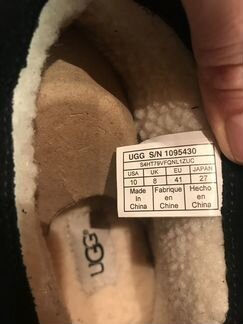 UGG S/N 1095430
S4HT79VFQNL1ZUC
USA UK EU JAPAN
10 8 41 27
Made Fabrique Hecho
In en en
China Chine China
UGG